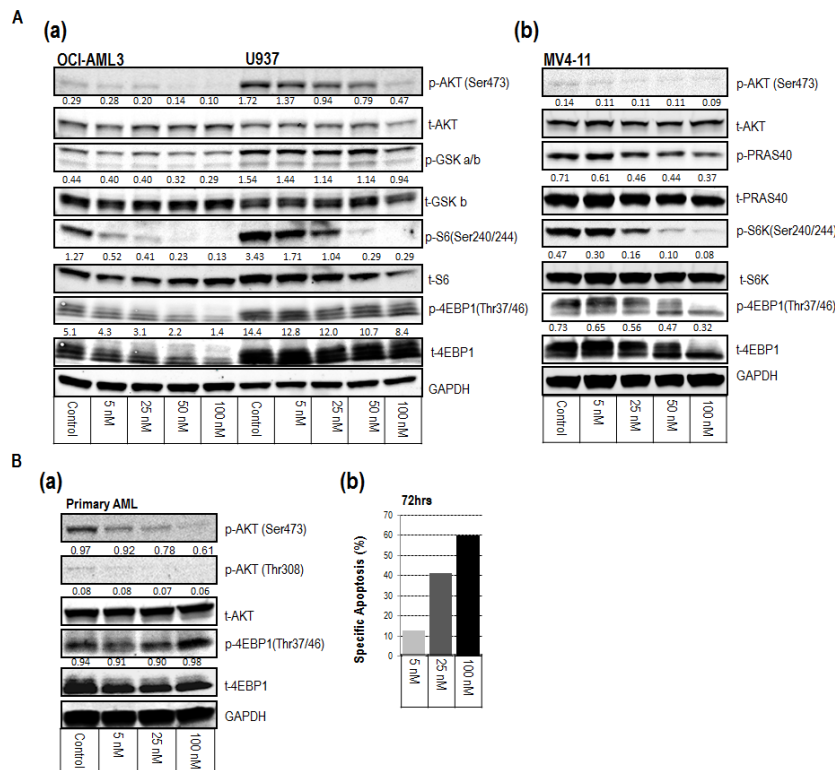 A
(a)
OCI-AML3 U937
p-AKT (Ser473)
0.29 0.28 0.20 0.14 0.10 1.72 1.37 0.94 0.79 0.47
t-AKT
p-GSK a/b
0.44 0.40 0.40 0.32 0.29 1.54 1.44 1.14 1.14 0.94
t-GSK b
p-S6(Ser240/244)
1.27 0.52 0.41 0.23 0.13 3.43 1.71 1.04 0.29 0.29
t-S6
p-4EBP1(Thr37/46)
5.1 4.3 3.1 2.2 1.4 14.4 12.8 12.0 10.7 8.4
t-4EBP1
GAPDH
Control 5 nM 25 nM 50 nM 100 nM Control 5 nM 25 nM 50 nM 100 nM
(b)
MV4-11
p-AKT (Ser473)
0.14 0.11 0.11 0.11 0.09
t-AKT
p-PRAS40
0.71 0.61 0.46 0.44 0.37
t-PRAS40
p-S6K(Ser240/244)
0.47 0.30 0.16 0.10 0.08
t-S6K
p-4EBP1(Thr37/46)
0.73 0.65 0.56 0.47 0.32
t-4EBP1
GAPDH
Control 5 nM 25 nM 50 nM 100 nM
B
(a)
Primary AML
p-AKT (Ser473)
0.97 0.92 0.78 0.61
p-AKT (Thr308)
0.08 0.08 0.07 0.06
t-AKT
p-4EBP1(Thr37/46)
0.94 0.91 0.90 0.98
t-4EBP1
GAPDH
Control 5 nM 25 nM 100 nM
(b)
72hrs
Specific Apoptosis (%)
70
60
50
40
30
20
10
0
5 nM 25 nM 100 nM